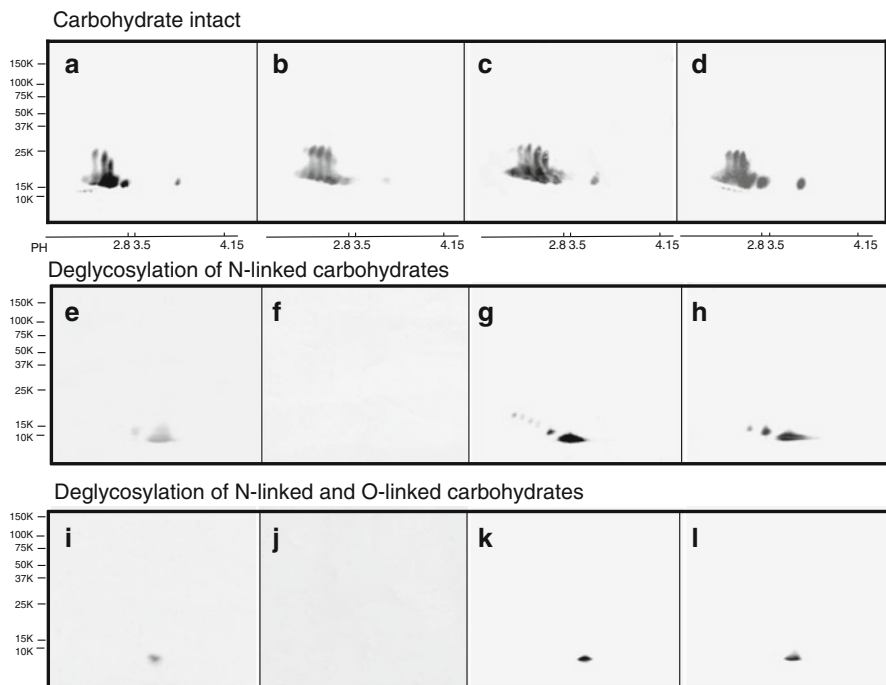 Carbohydrate intact
a b c d
150K
100K
75K
50K
37K
25K
15K
10K
PH 2.8 3.5 4.15 2.8 3.5 4.15 2.8 3.5 4.15 2.8 3.5 4.15
Deglycosylation of N-linked carbohydrates
e f g h
150K
100K
75K
50K
37K
25K
15K
10K
Deglycosylation of N-linked and O-linked carbohydrates
i j k l
150K
100K
75K
50K
37K
25K
15K
10K